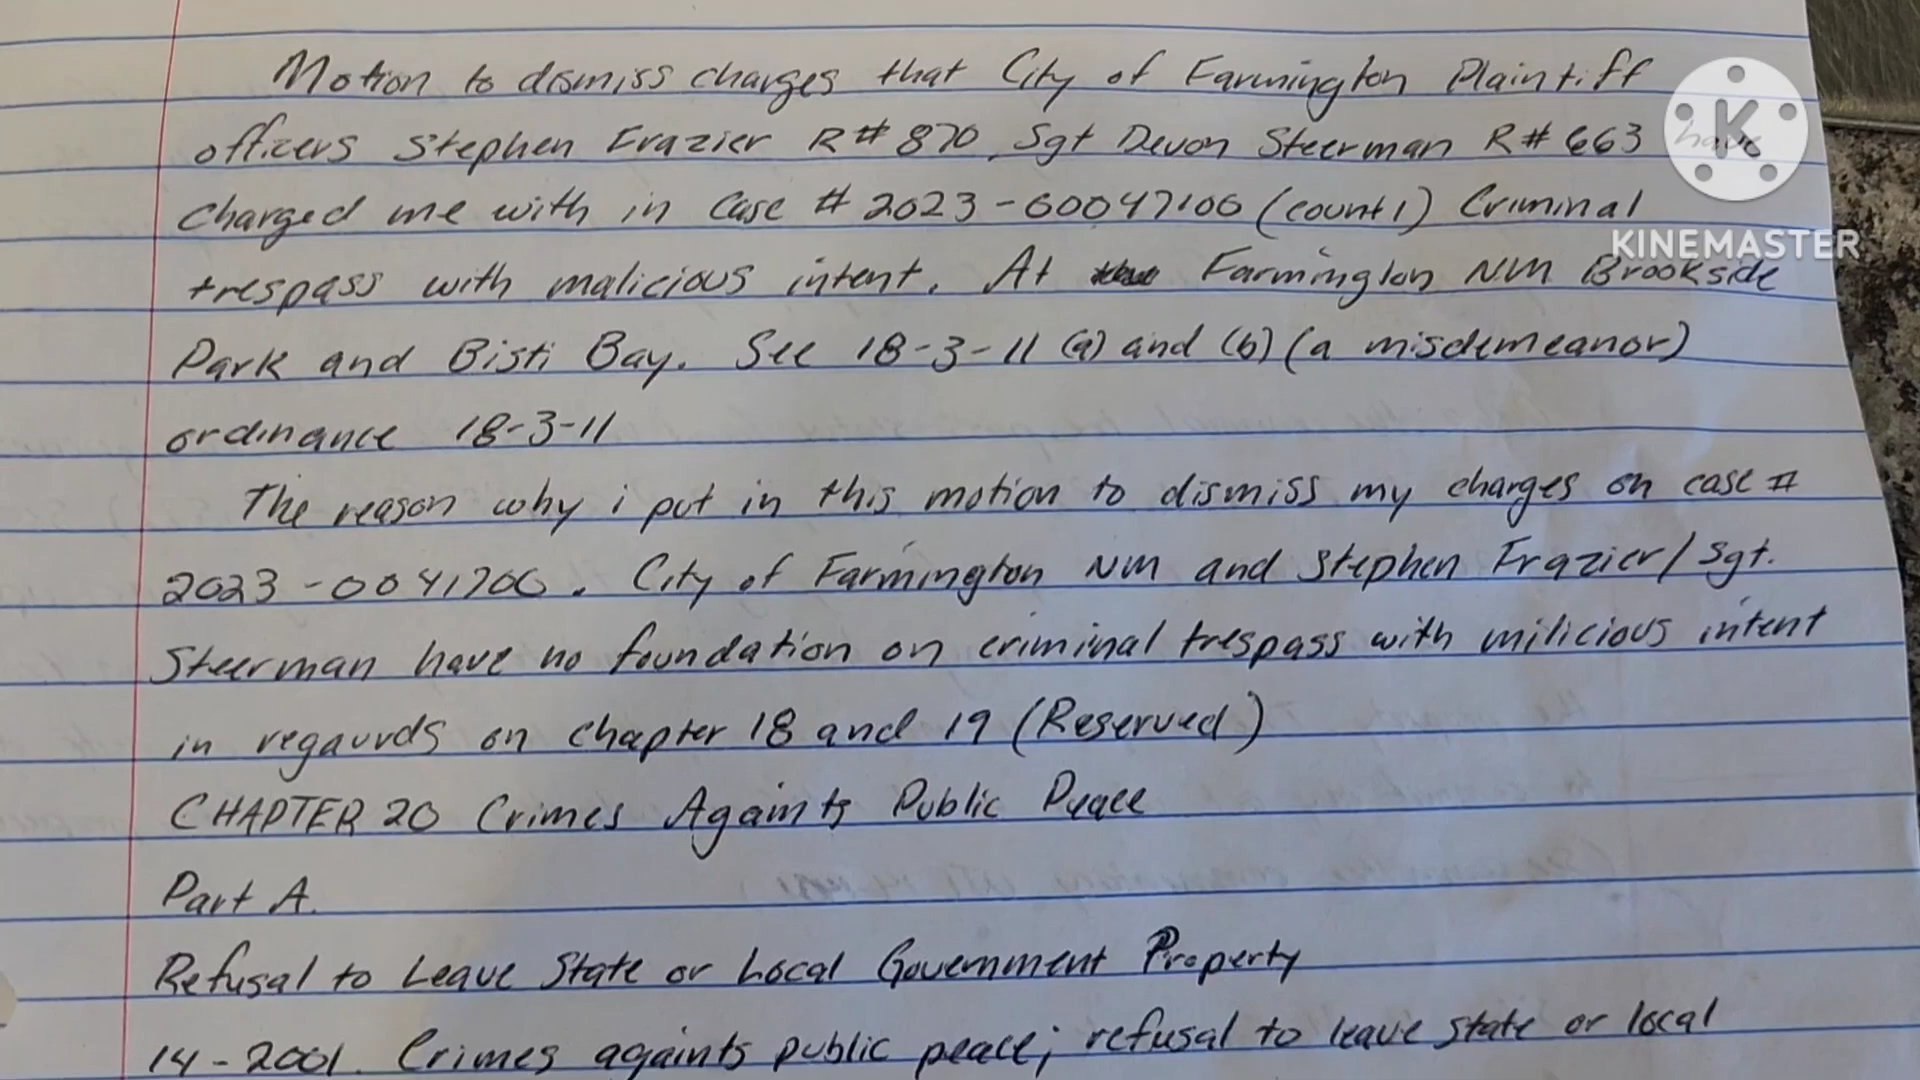 Motion to dismiss charges that City of Farmington Plaintiff
officers Stephen Frazier R# 870, Sgt Devon Steerman R# 663 have
charged me with in Case # 2023-00047106 (count 1) Criminal
trespass with malicious intent. At Farmington NM Brookside
Park and Bisti Bay. See 18-3-11 (a) and (b) (a misdemeanor)
ordinance 18-3-11
The reason why i put in this motion to dismiss my charges on case #
2023-0041706. City of Farmington NM and Stephen Frazier/Sgt.
Steerman have no foundation on criminal trespass with milicious intent
in regaurds on chapter 18 and 19 (Reserved)
CHAPTER 20 Crimes Againts Public Peace
Part A.
Refusal to Leave State or Local Government Property
14-2001. Crimes againts public peace; refusal to leave state or local
K
KINEMASTER